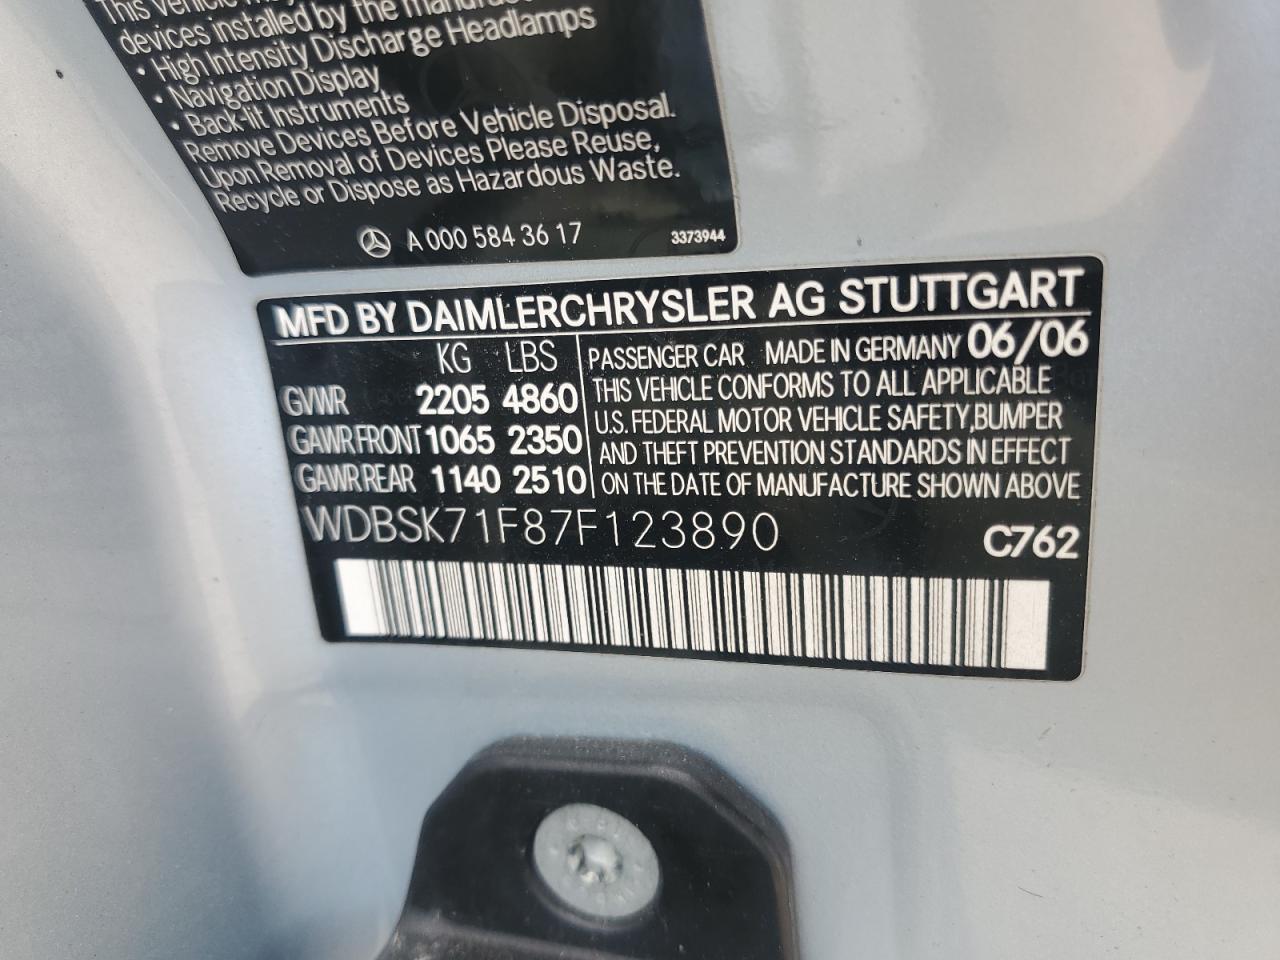 This Vehicle
devices installed by the
• High Intensity Discharge Headlamps
• Navigation Display
• Back-lit Instruments
Remove Devices Before Vehicle Disposal.
Upon Removal of Devices Please Reuse,
Recycle or Dispose as Hazardous Waste.
A 000 584 36 17 3373944
MFD BY DAIMLERCHRYSLER AG STUTTGART
KG LBS PASSENGER CAR MADE IN GERMANY 06/06
GVWR 2205 4860 THIS VEHICLE CONFORMS TO ALL APPLICABLE
GAWR FRONT 1065 2350 U.S. FEDERAL MOTOR VEHICLE SAFETY, BUMPER
AND THEFT PREVENTION STANDARDS IN EFFECT
GAWR REAR 1140 2510 ON THE DATE OF MANUFACTURE SHOWN ABOVE
WDBSK71F87F123890 C762